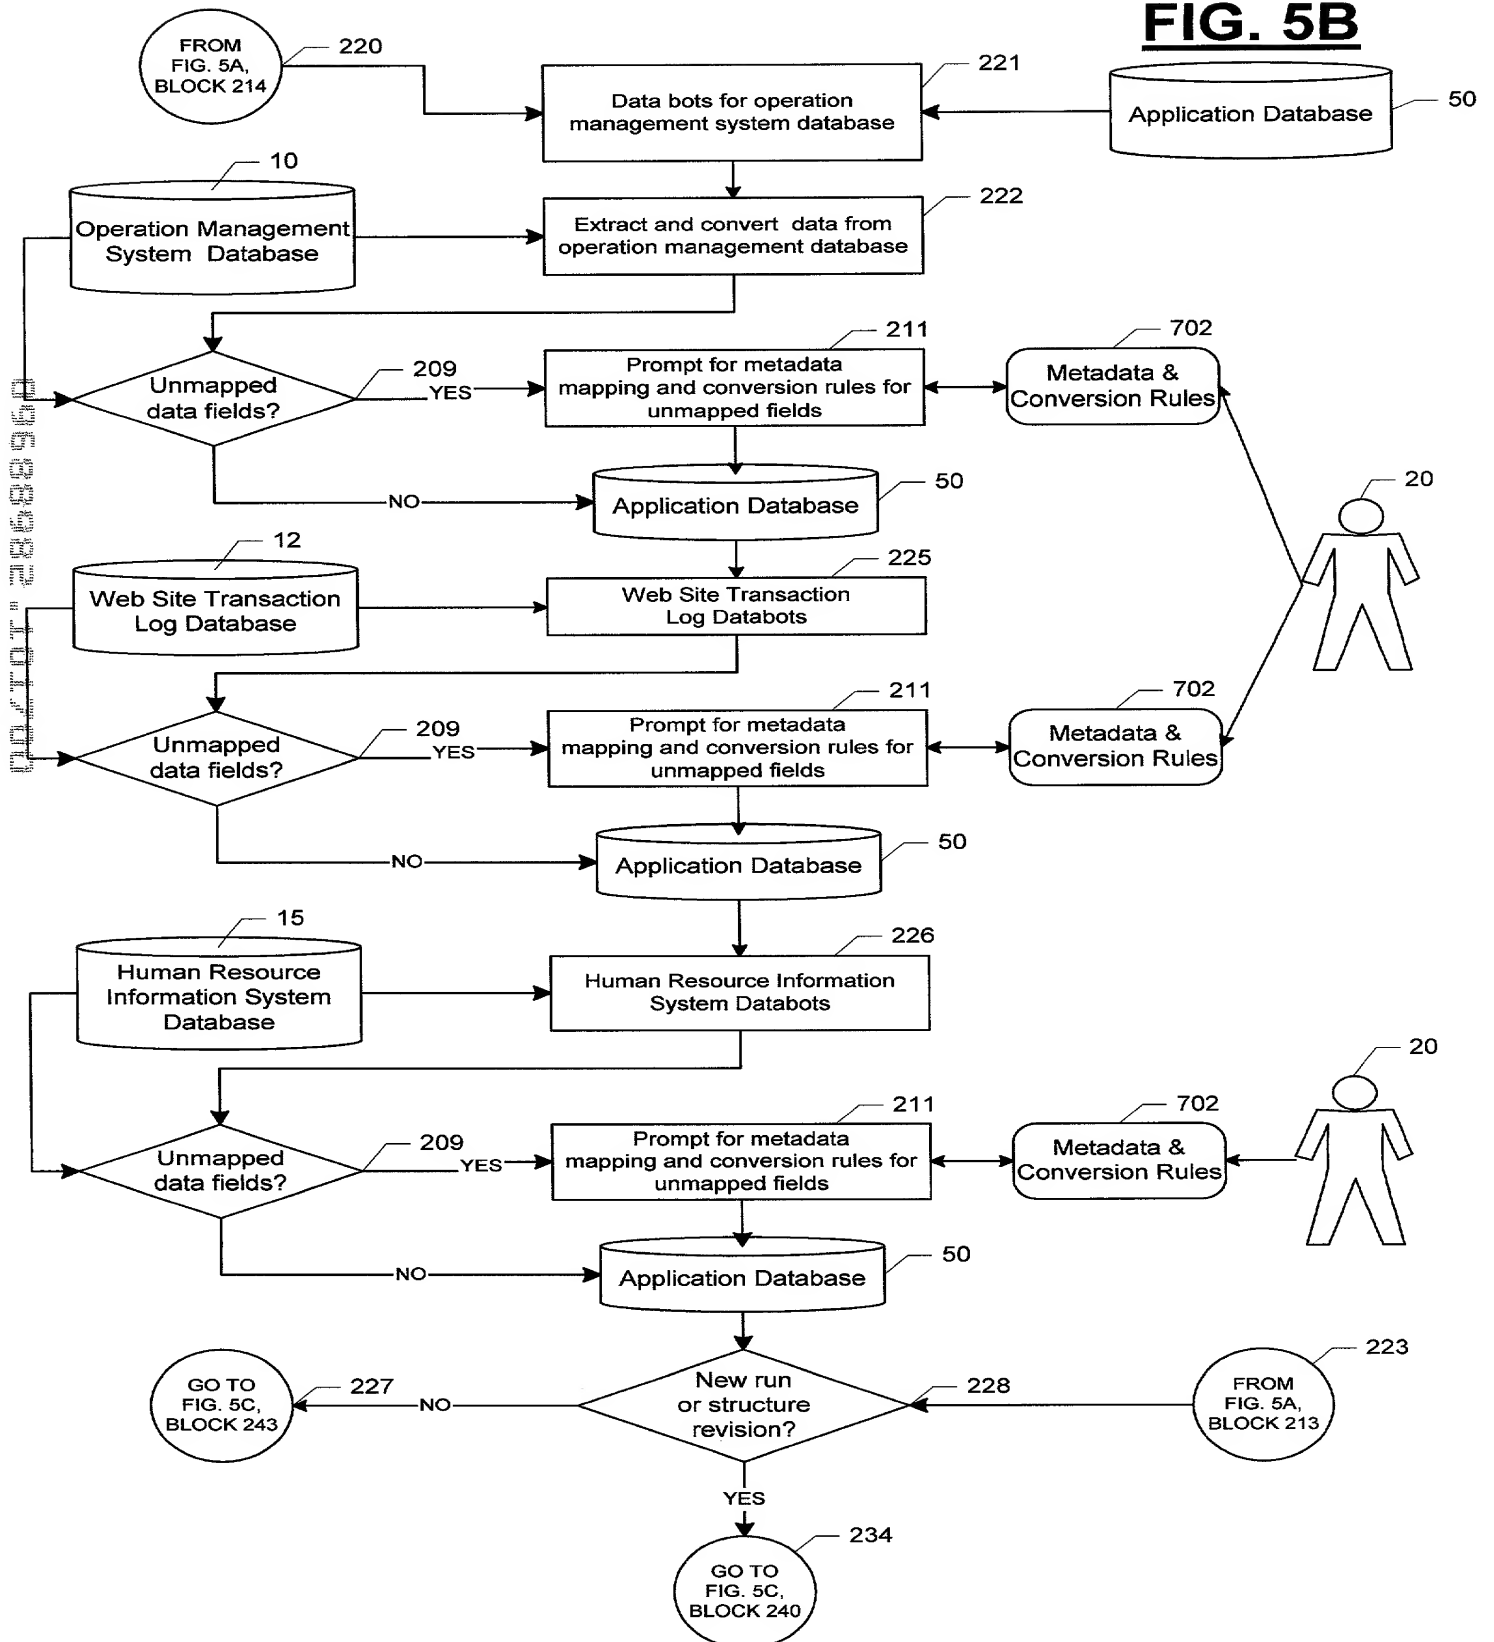 FIG. 5B
FROM
FIG. 5A,
BLOCK 214
220
Data bots for operation
management system database
221
Application Database
50
10
Operation Management
System Database
Extract and convert data from
operation management database
222
Unmapped
data fields?
209
YES
211
Prompt for metadata
mapping and conversion rules for
unmapped fields
702
Metadata &
Conversion Rules
NO
Application Database
50
20
12
Web Site Transaction
Log Database
225
Web Site Transaction
Log Databots
Unmapped
data fields?
209
YES
211
Prompt for metadata
mapping and conversion rules for
unmapped fields
702
Metadata &
Conversion Rules
NO
Application Database
50
15
Human Resource
Information System
Database
226
Human Resource Information
System Databots
Unmapped
data fields?
209
YES
211
Prompt for metadata
mapping and conversion rules for
unmapped fields
702
Metadata &
Conversion Rules
20
NO
Application Database
50
GO TO
FIG. 5C,
BLOCK 243
227
NO
New run
or structure
revision?
228
FROM
FIG. 5A,
BLOCK 213
223
YES
GO TO
FIG. 5C,
BLOCK 240
234
09688982.101700